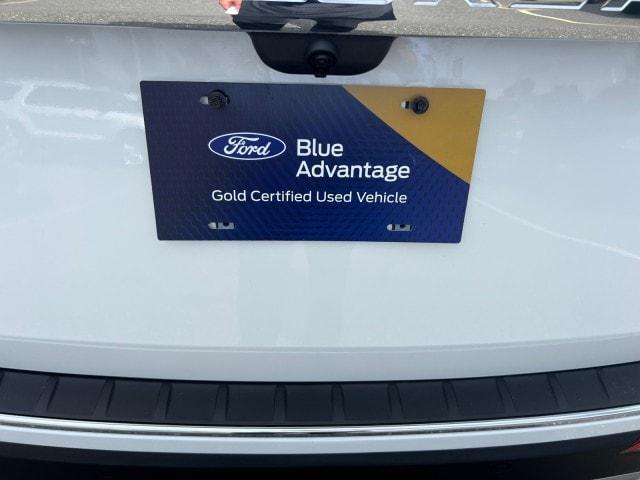 Ford
Blue
Advantage
Gold Certified Used Vehicle